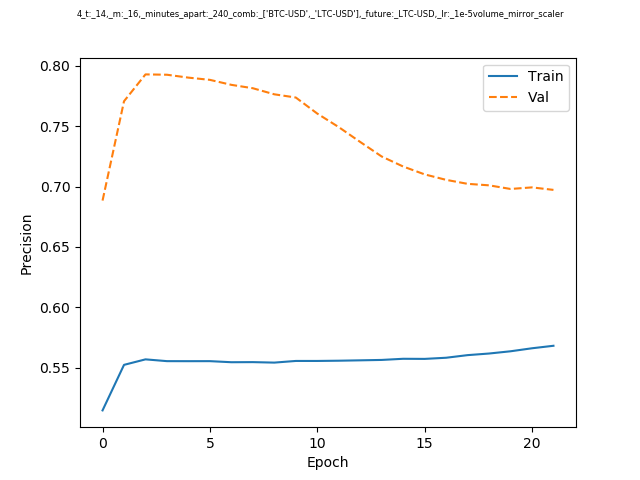 4_t:_14,_m:_16,_minutes_apart:_240_comb:_['BTC-USD',_'LTC-USD'],_future:_LTC-USD,_lr:_1e-5volume_mirror_scaler
Train
Val
0.80
0.75
0.70
0.65
0.60
0.55
Precision
0
5
10
15
20
Epoch